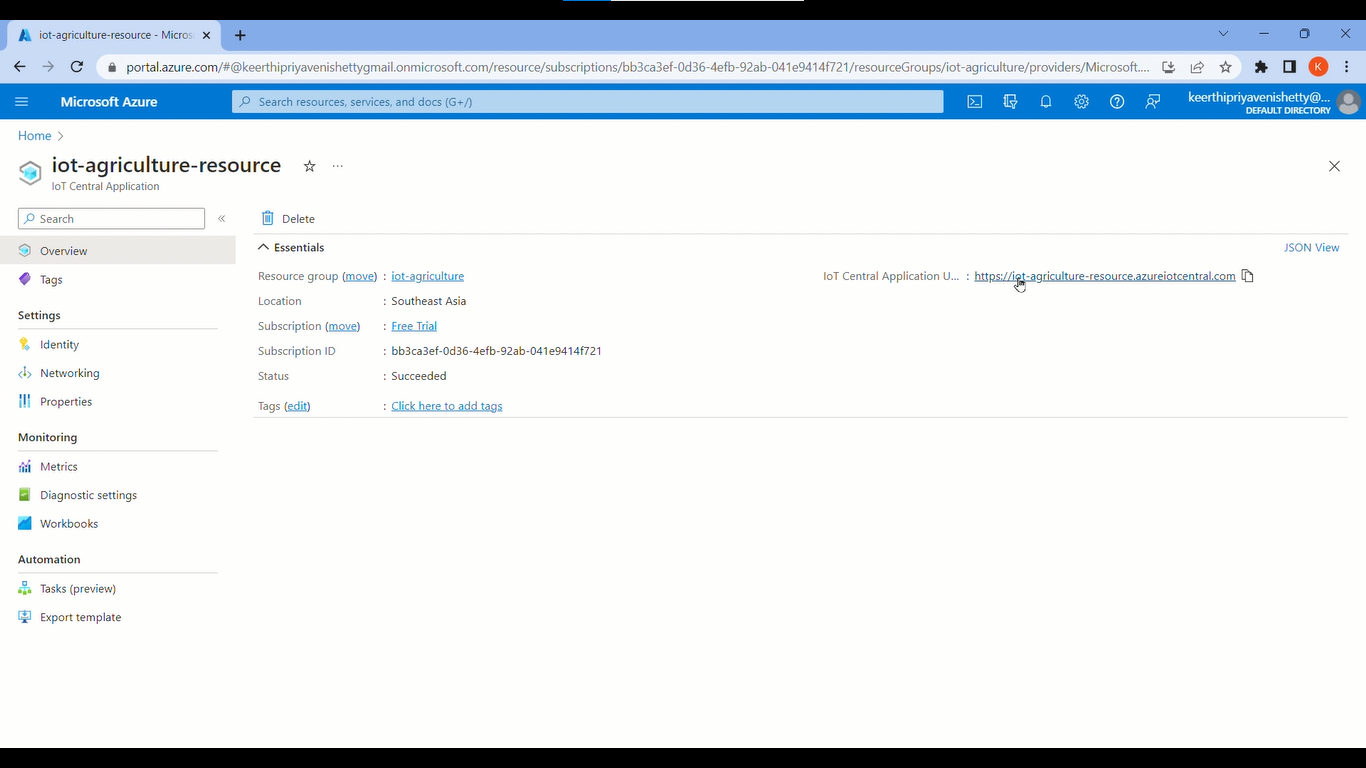 iot-agriculture-resource - Micros
portal.azure.com/#@keerthipriyavenishettygmail.onmicrosoft.com/resource/subscriptions/bb3ca3ef-0d36-4efb-92ab-041e9414f721/resourceGroups/iot-agriculture/providers/Microsoft....
K
Microsoft Azure
Search resources, services, and docs (G+/)
keerthipriyavenishetty@...
DEFAULT DIRECTORY
Home
iot-agriculture-resource
IoT Central Application
Search
Delete
Overview
Essentials
JSON View
Resource group (move) : iot-agriculture
IoT Central Application U... : https://iot-agriculture-resource.azureiotcentral.com
Tags
Location : Southeast Asia
Settings
Subscription (move) : Free Trial
Identity
Subscription ID : bb3ca3ef-0d36-4efb-92ab-041e9414f721
Networking
Status : Succeeded
Properties
Tags (edit) : Click here to add tags
Monitoring
Metrics
Diagnostic settings
Workbooks
Automation
Tasks (preview)
Export template